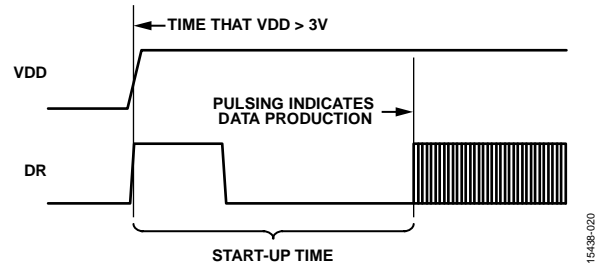 TIME THAT VDD > 3V
VDD
PULSING INDICATES
DATA PRODUCTION
DR
START-UP TIME
15438-020